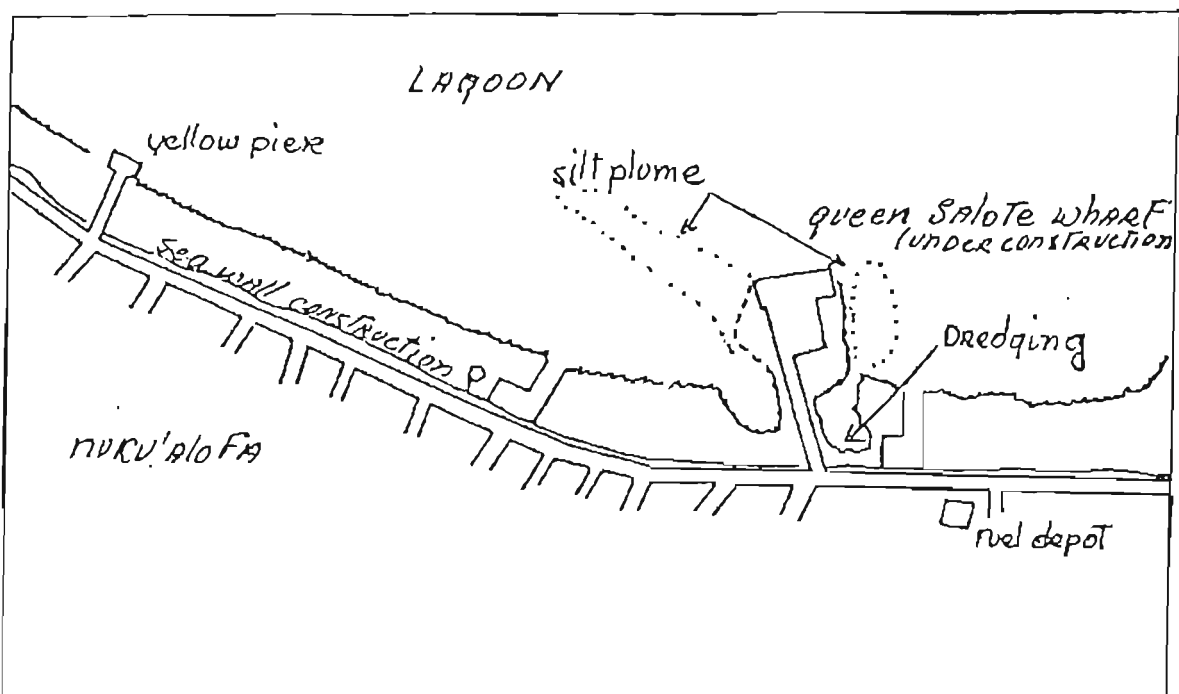 LAGOON
yellow pier
silt plume
QUEEN SALOTE WHARF
(UNDER CONSTRUCTION
Sea wall construction
Dredging
NUKU'ALOFA
fuel depot